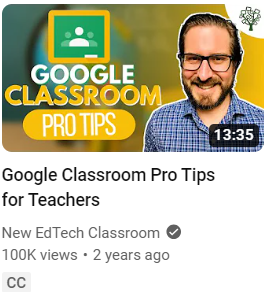 GOOGLE
CLASSROOM
PRO TIPS
13:35
Google Classroom Pro Tips
for Teachers
New EdTech Classroom
100K views • 2 years ago
CC